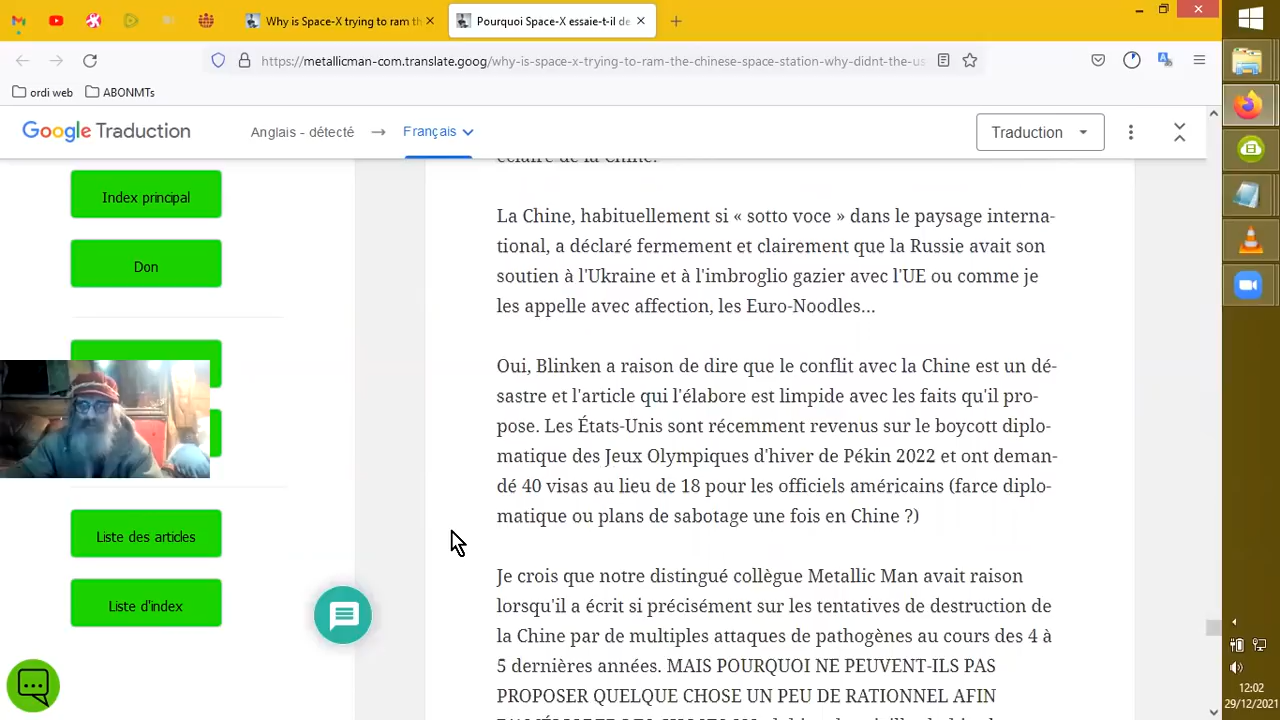 Why is Space-X trying to ram th
Pourquoi Space-X essaie-t-il de
https://metallicman-com.translate.goog/why-is-space-x-trying-to-ram-the-chinese-space-station-why-didnt-the-us
ordi web
ABONMTs
Google Traduction
Anglais - détecté → Français
Traduction
Index principal
Don
Liste des articles
Liste d'index
La Chine, habituellement si « sotto voce » dans le paysage interna-
tional, a déclaré fermement et clairement que la Russie avait son
soutien à l'Ukraine et à l'imbroglio gazier avec l'UE ou comme je
les appelle avec affection, les Euro-Noodles...
Oui, Blinken a raison de dire que le conflit avec la Chine est un dé-
sastre et l'article qui l'élabore est limpide avec les faits qu'il pro-
pose. Les États-Unis sont récemment revenus sur le boycott diplo-
matique des Jeux Olympiques d'hiver de Pékin 2022 et ont deman-
dé 40 visas au lieu de 18 pour les officiels américains (farce diplo-
matique ou plans de sabotage une fois en Chine ?)
Je crois que notre distingué collègue Metallic Man avait raison
lorsqu'il a écrit si précisément sur les tentatives de destruction de
la Chine par de multiples attaques de pathogènes au cours des 4 à
5 dernières années. MAIS POURQUOI NE PEUVENT-ILS PAS
PROPOSER QUELQUE CHOSE UN PEU DE RATIONNEL AFIN
12:02
29/12/2021